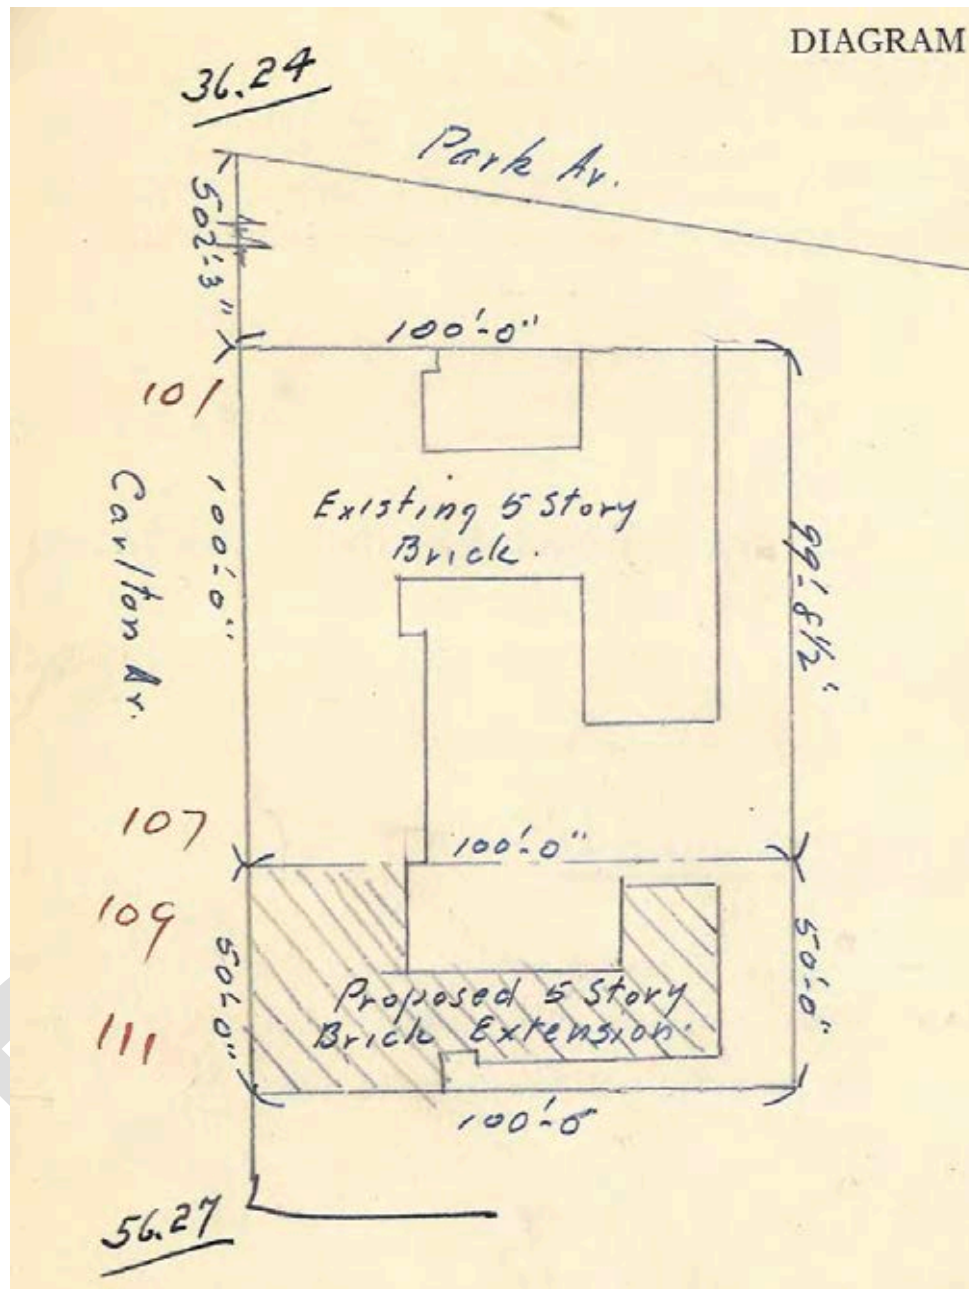 DIAGRAM
36.24
Park Av.
502'-3"
100'-0"
101
Carlton Av.
100'-0"
Existing 5 Story
Brick.
99'-8½"
107
100'-0"
109
50'-0"
50'-0"
Proposed 5 Story
Brick Extension.
111
100'-0
56.27